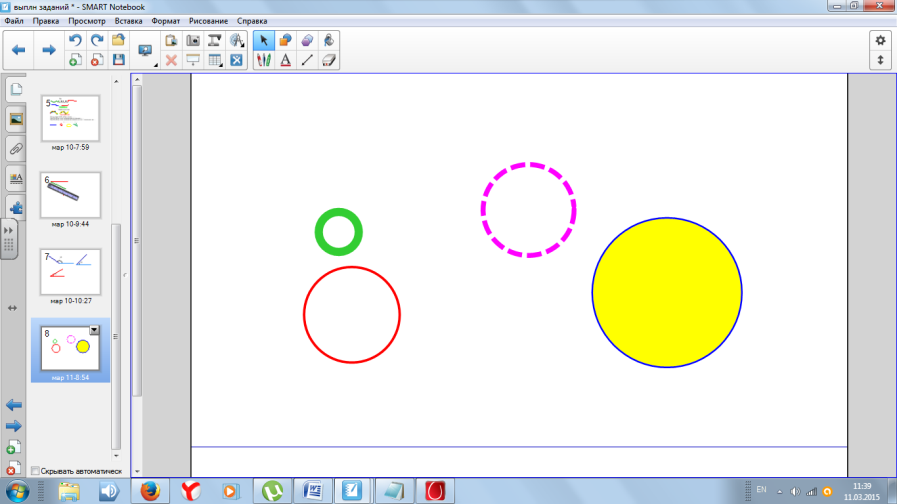 выплн заданий * - SMART Notebook
Файл Правка Просмотр Вставка Формат Рисование Справка
5
мар 10-7:59
6
мар 10-9:44
7
мар 10-10:27
8
мар 11-8:54
Скрывать автоматическ
EN
11:39
11.03.2015